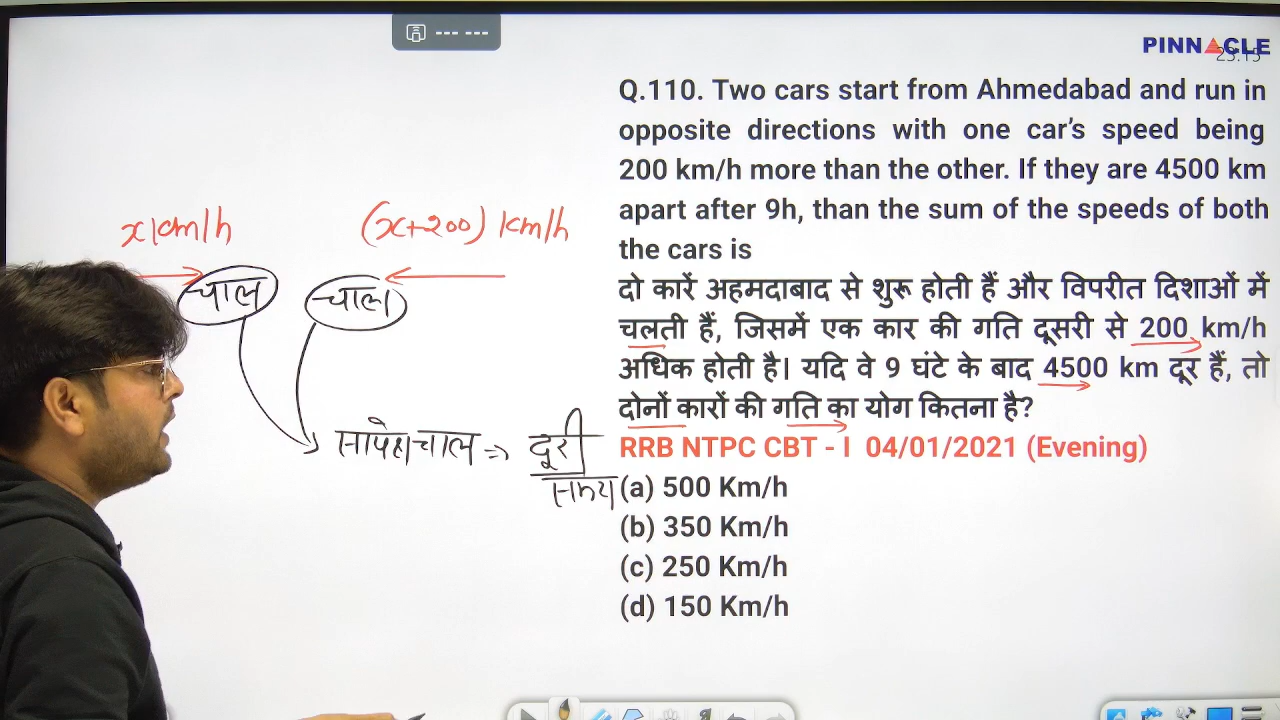 --- ---
PINNACLE
23:15
Q.110. Two cars start from Ahmedabad and run in
opposite directions with one car's speed being
200 km/h more than the other. If they are 4500 km
apart after 9h, than the sum of the speeds of both
the cars is
दो कारें अहमदाबाद से शुरू होती हैं और विपरीत दिशाओं में
चलती हैं, जिसमें एक कार की गति दूसरी से 200 km/h
अधिक होती है। यदि वे 9 घंटे के बाद 4500 km दूर हैं, तो
दोनों कारों की गति का योग कितना है?
RRB NTPC CBT - I 04/01/2021 (Evening)
(a) 500 Km/h
(b) 350 Km/h
(c) 250 Km/h
(d) 150 Km/h
x km/h (x+200) km/h
चाल चाल
सापेक्ष चाल => दूरी
समय